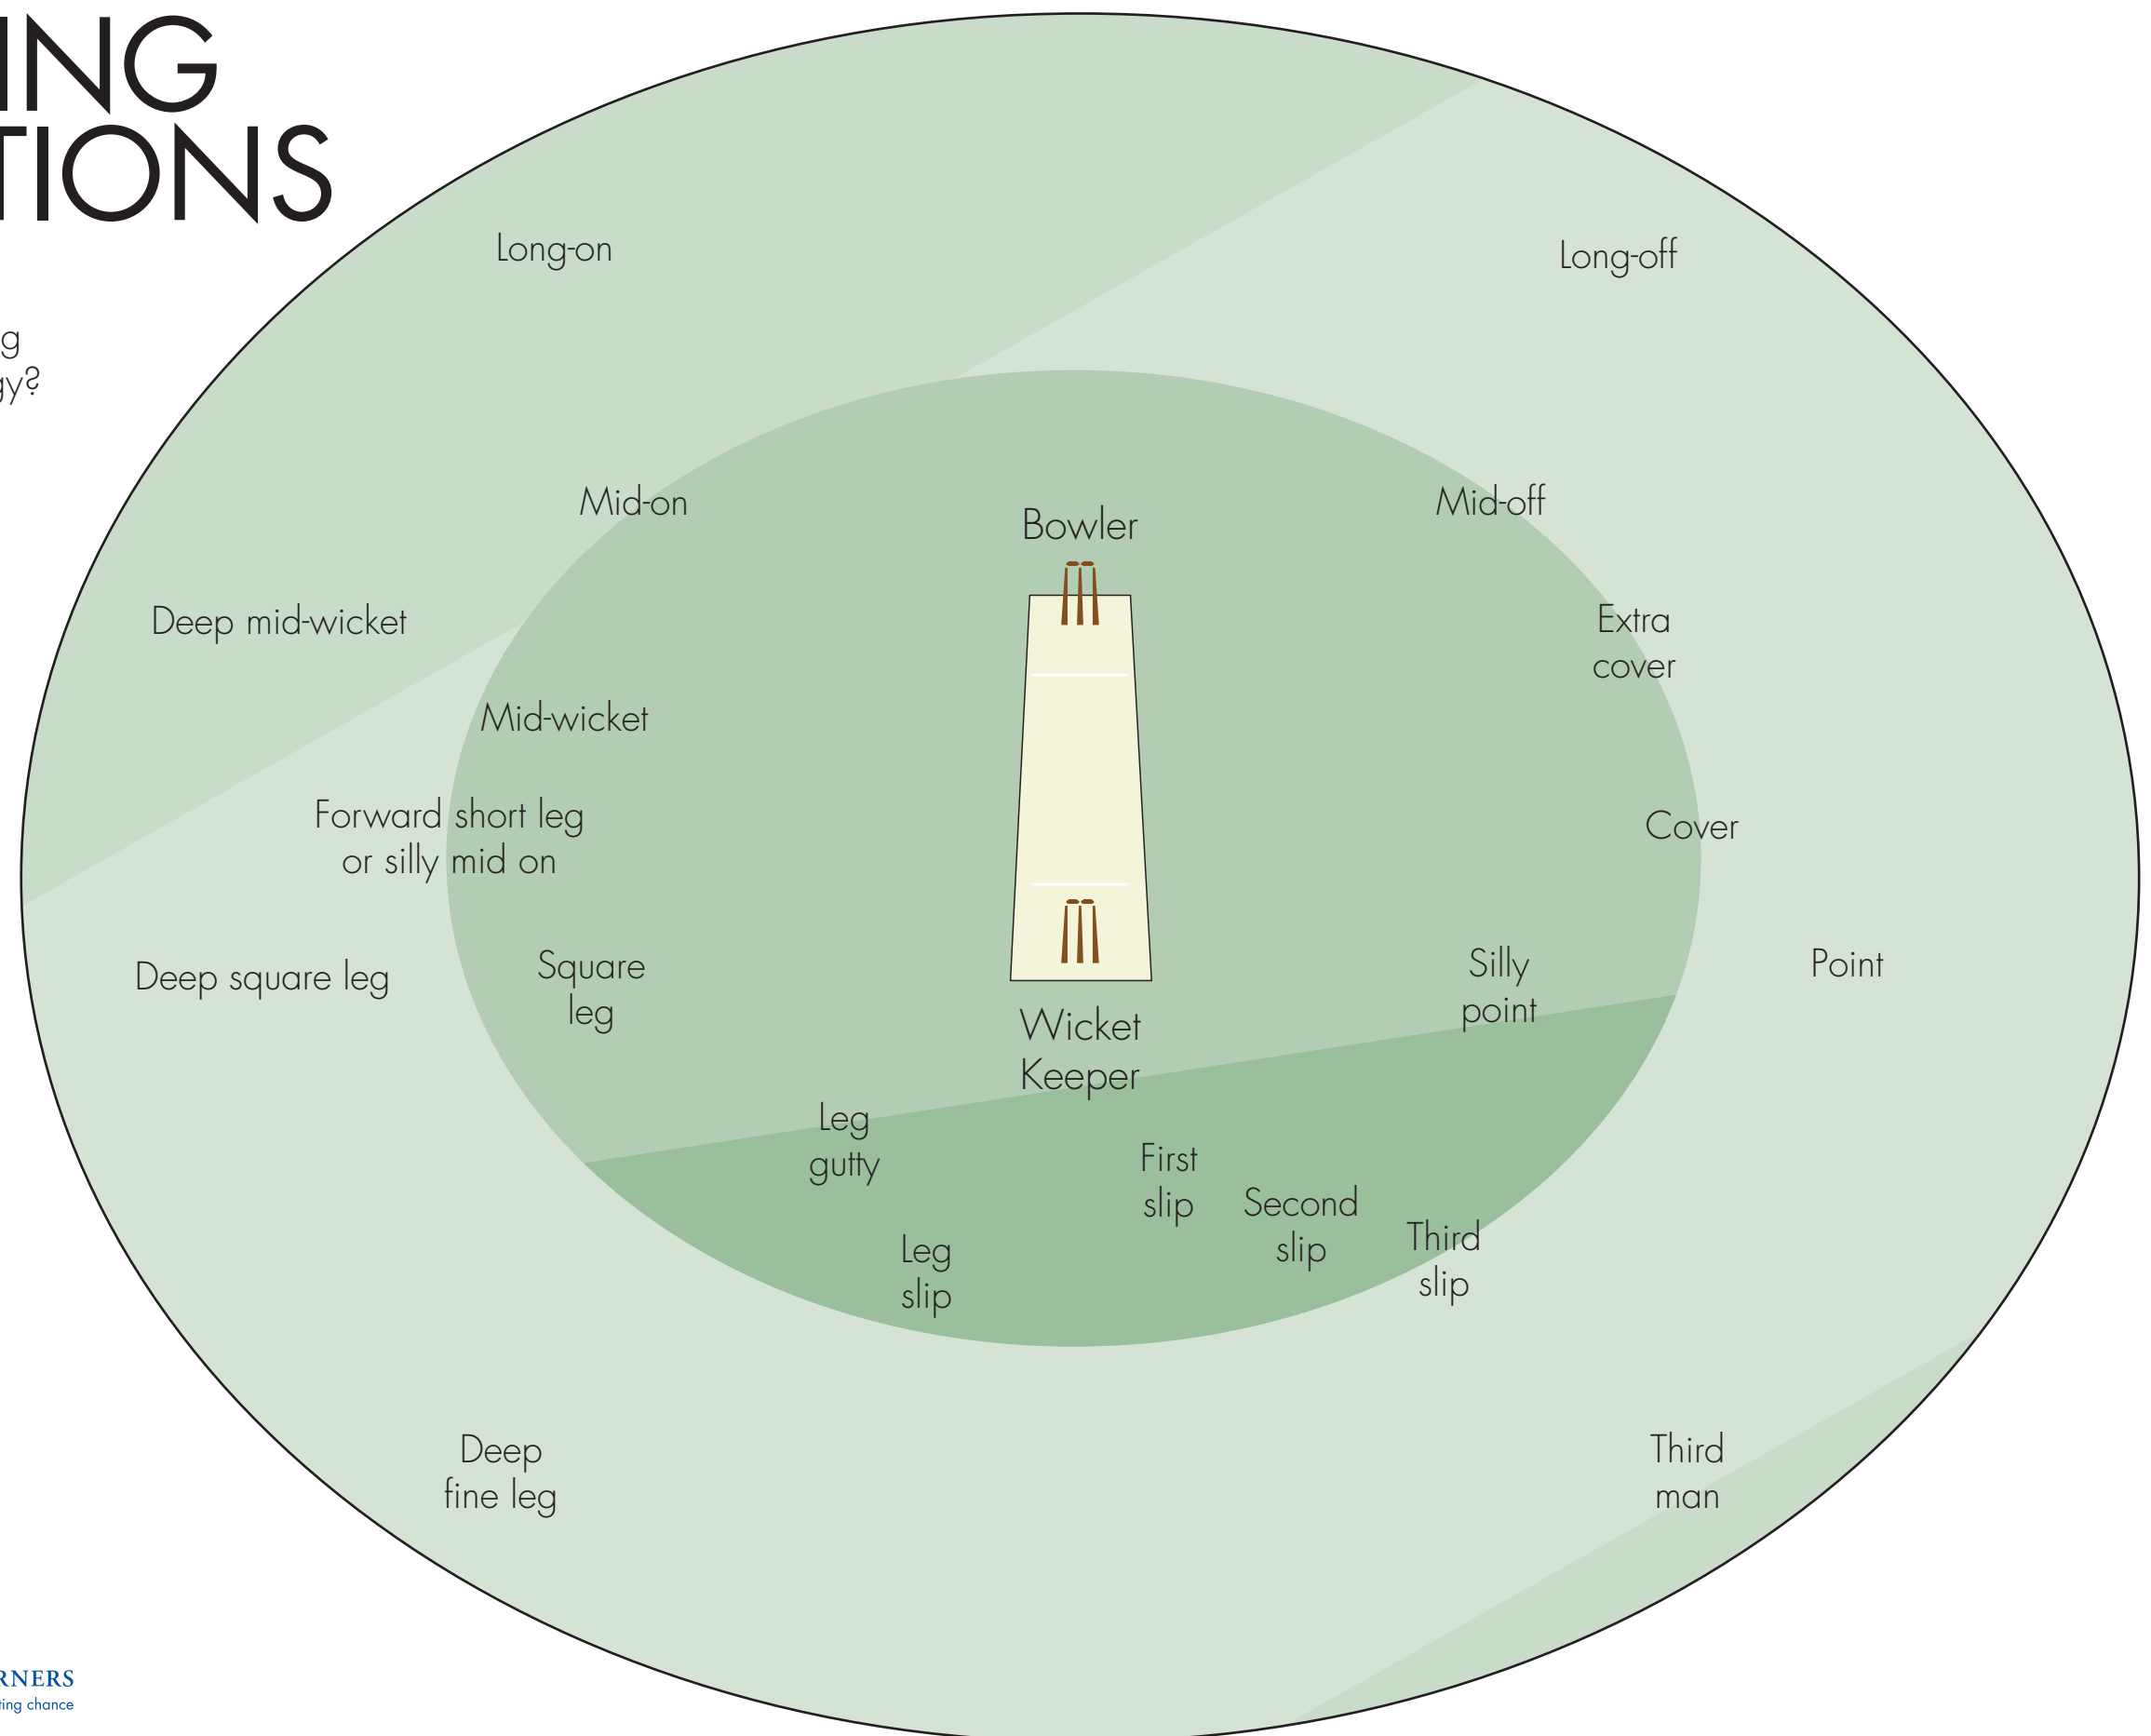 ING
TIONS
g
gy?
Long-on
Long-off
Mid-on
Mid-off
Bowler
Deep mid-wicket
Extra
cover
Mid-wicket
Forward short leg
or silly mid on
Cover
Deep square leg
Square
leg
Silly
point
Point
Wicket
Keeper
Leg
gutty
First
slip
Second
slip
Third
slip
Leg
slip
Deep
fine leg
Third
man
RNERS
ting chance